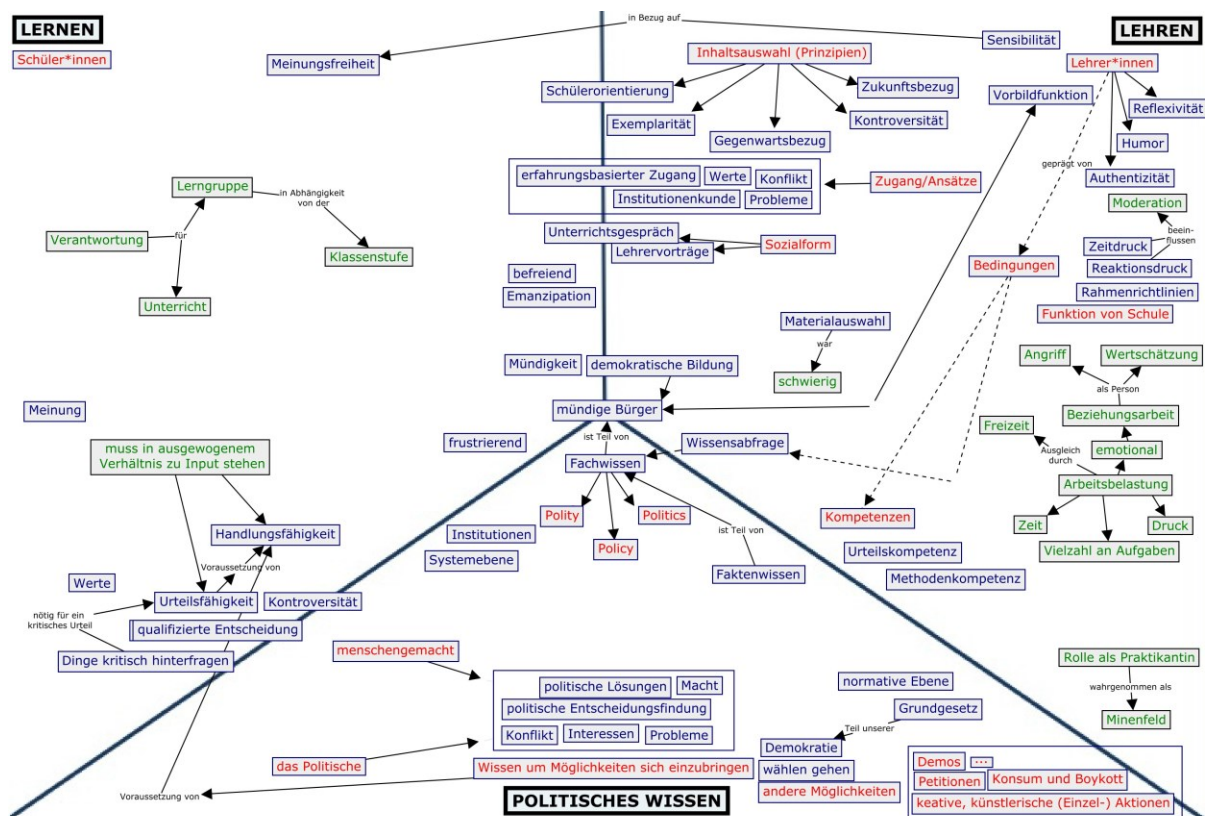 LERNEN
Schüler*innen
in Bezug auf
LEHREN
Sensibilität
Meinungsfreiheit
Inhaltsauswahl (Prinzipien)
Lehrer*innen
Schülerorientierung
Zukunftsbezug
Vorbildfunktion
Reflexivität
Exemplarität
Kontroversität
Gegenwartsbezug
Humor
geprägt von
erfahrungsbasierter Zugang
Werte
Konflikt
Zugang/Ansätze
Authentizität
Institutionenkunde
Probleme
Moderation
Lerngruppe
in Abhängigkeit
von der
Verantwortung
für
Klassenstufe
Unterricht
Unterrichtsgespräch
Sozialform
Lehrervorträge
beein-
flussen
Zeitdruck
Bedingungen
Reaktionsdruck
Rahmenrichtlinien
Funktion von Schule
befreiend
Emanzipation
Materialauswahl
war
schwierig
Mündigkeit
demokratische Bildung
Angriff
Wertschätzung
als Person
Beziehungsarbeit
Freizeit
Ausgleich
durch
emotional
Arbeitsbelastung
Zeit
Druck
Vielzahl an Aufgaben
Meinung
mündige Bürger
ist Teil von
frustrierend
Wissensabfrage
Fachwissen
muss in ausgewogenem
Verhältnis zu Input stehen
Polity
Politics
Policy
Kompetenzen
Institutionen
ist Teil von
Systemebene
Faktenwissen
Urteilskompetenz
Methodenkompetenz
Handlungsfähigkeit
Voraussetzung von
Werte
Urteilsfähigkeit
Kontroversität
nötig für ein
kritisches Urteil
qualifizierte Entscheidung
Dinge kritisch hinterfragen
menschengemacht
Rolle als Praktikantin
wahrgenommen als
Minenfeld
politische Lösungen
Macht
politische Entscheidungsfindung
Konflikt
Interessen
Probleme
normative Ebene
Grundgesetz
Teil unserer
Demokratie
das Politische
Wissen um Möglichkeiten sich einzubringen
wählen gehen
andere Möglichkeiten
Voraussetzung von
POLITISCHES WISSEN
Demos
...
Petitionen
Konsum und Boykott
keative, künstlerische (Einzel-) Aktionen